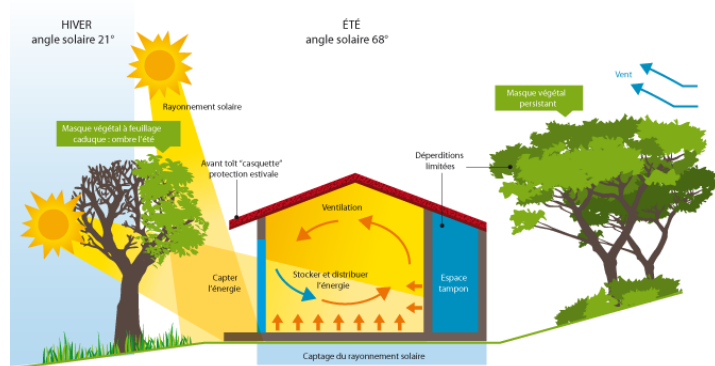 HIVER
angle solaire 21°
ÉTÉ
angle solaire 68°
Rayonnement solaire
Masque végétal à feuillage
caduque : ombre l'été
Avant toît "casquette"
protection estivale
Déperditions
limitées
Masque végétal
persistant
Vent
Ventilation
Capter
l'énergie
Stocker et distribuer
l'énergie
Espace
tampon
Captage du rayonnement solaire